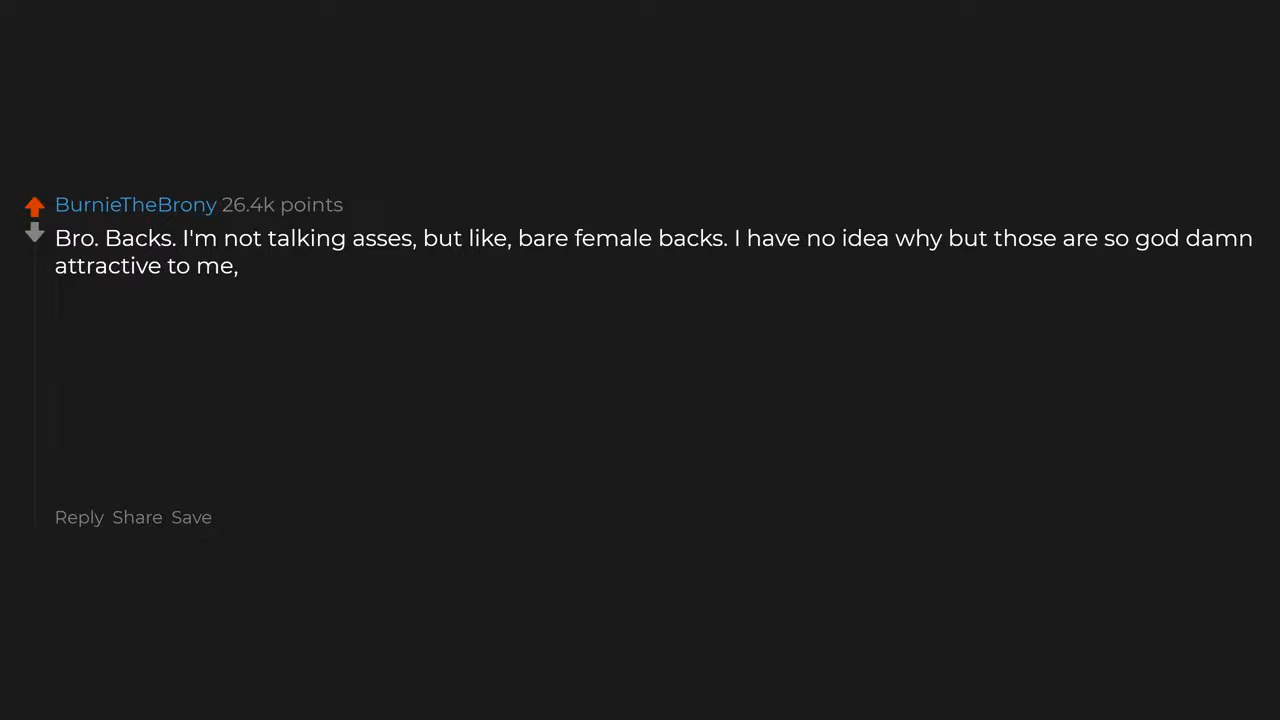 BurnieTheBrony 26.4k points
Bro. Backs. I'm not talking asses, but like, bare female backs. I have no idea why but those are so god damn
attractive to me,
Reply Share Save